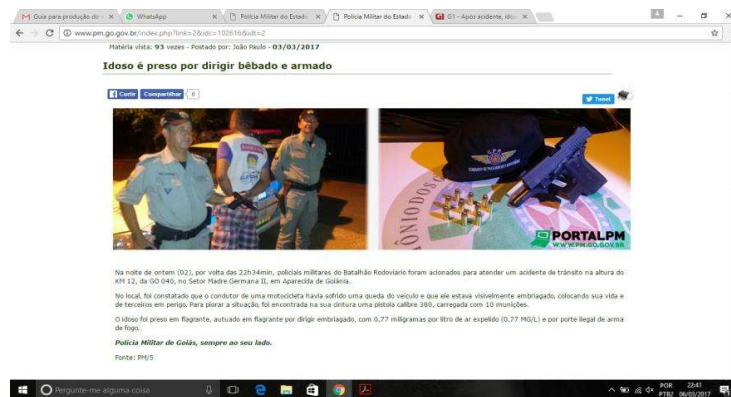 Guia para produção do
WhatsApp
Polícia Militar do Estado
Polícia Militar do Estado
G1 - Após acidente, ido
www.pm.go.gov.br/index.php?link=2&idc=102616&idt=2
Matéria vista: 93 vezes - Postado por: João Paulo - 03/03/2017
Idoso é preso por dirigir bêbado e armado
Curtir Compartilhar 0
Tweet
PORTALPM
WWW.PM.GO.GOV.BR
Na noite de ontem (02), por volta das 22h34min, policiais militares do Batalhão Rodoviário foram acionados para atender um acidente de trânsito na altura do
KM 12, da GO 040, no Setor Madre Germana II, em Aparecida de Goiânia.
No local, foi constatado que o condutor de uma motocicleta havia sofrido uma queda do veículo e que ele estava visivelmente embriagado, colocando sua vida e
de terceiros em perigo. Para piorar a situação, foi encontrada na sua cintura uma pistola calibre 380, carregada com 10 munições.
O idoso foi preso em flagrante, autuado em flagrante por dirigir embriagado, com 0,77 miligramas por litro de ar expelido (0,77 MG/L) e por porte ilegal de arma
de fogo.
Polícia Militar de Goiás, sempre ao seu lado.
Fonte: PM/5
Pergunte-me alguma coisa
POR 22:41
PTB2 06/03/2017